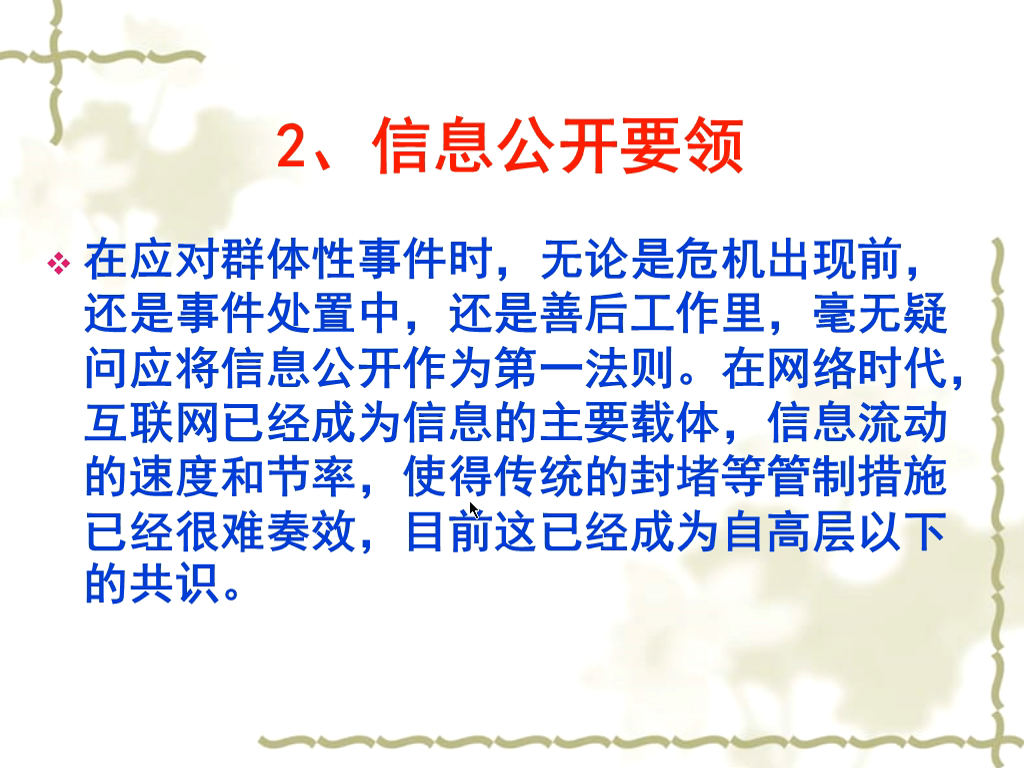 2、信息公开要领
在应对群体性事件时，无论是危机出现前，
还是事件处置中，还是善后工作里，毫无疑
问应将信息公开作为第一法则。在网络时代，
互联网已经成为信息的主要载体，信息流动
的速度和节率，使得传统的封堵等管制措施
已经很难奏效，目前这已经成为自高层以下
的共识。